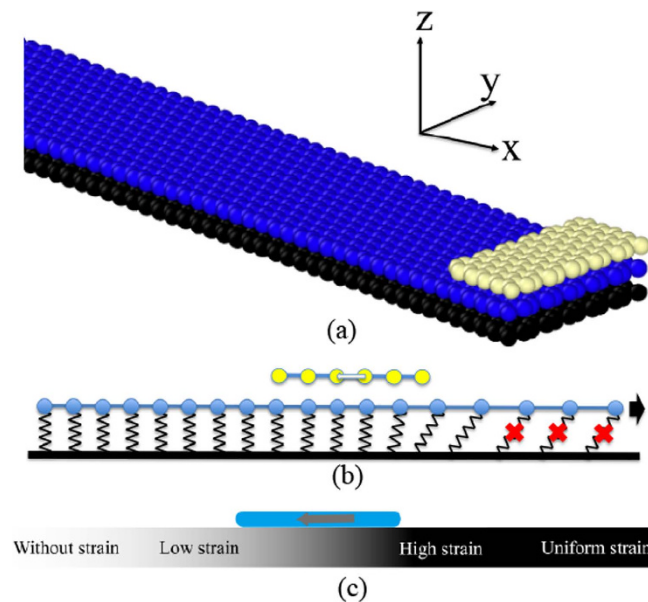 z
y
x
(a)
(b)
Without strain Low strain High strain Uniform strain
(c)